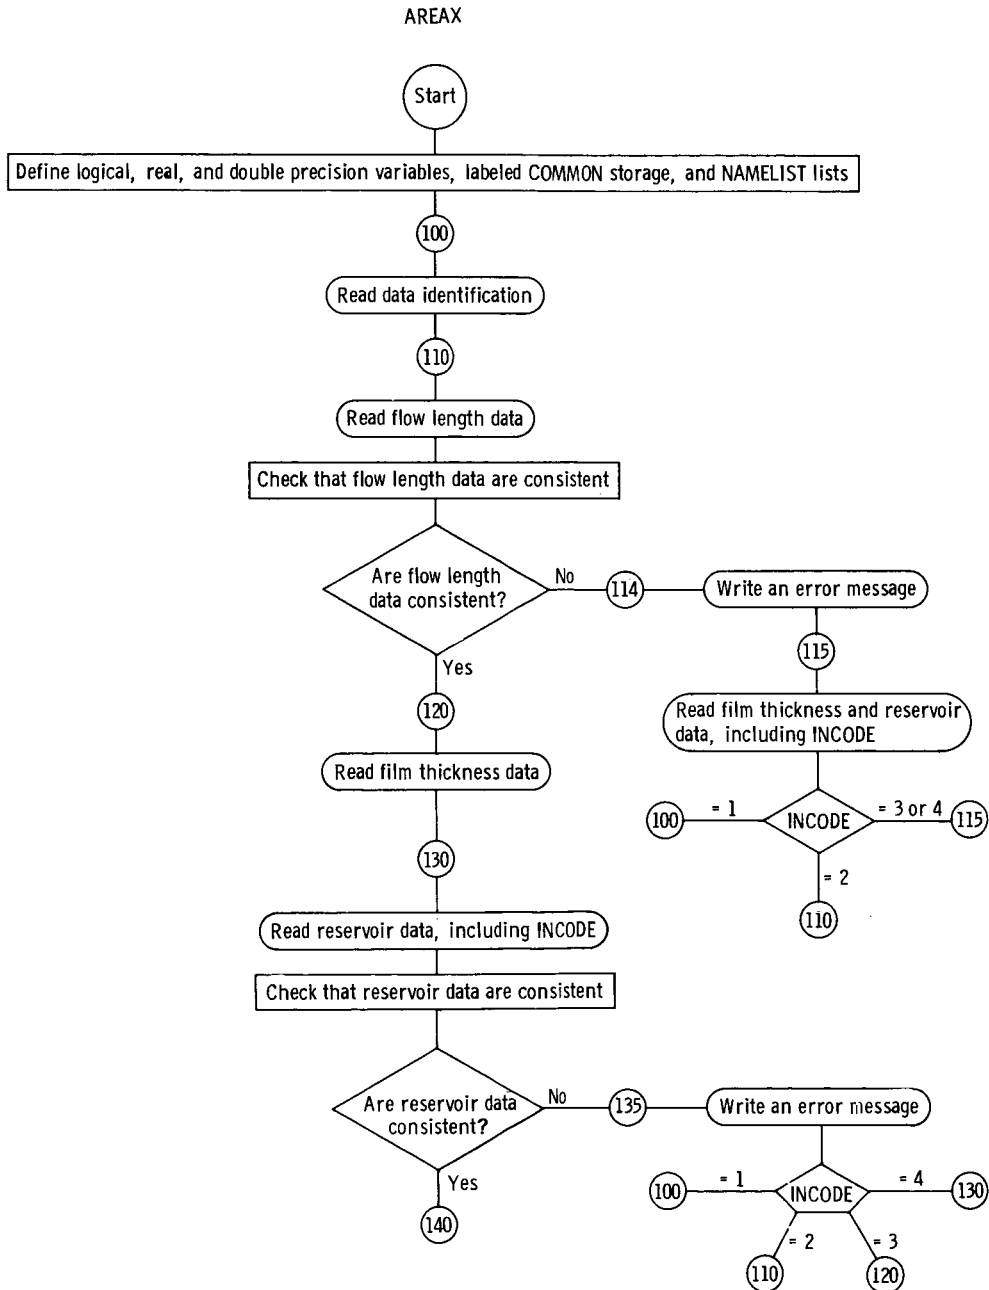 AREAX
Start
Define logical, real, and double precision variables, labeled COMMON storage, and NAMELIST lists
100
Read data identification
110
Read flow length data
Check that flow length data are consistent
Are flow length
data consistent?
No
114
Write an error message
Yes
115
120
Read film thickness and reservoir
data, including INCODE
Read film thickness data
100
= 1
INCODE
= 3 or 4
115
= 2
110
130
Read reservoir data, including INCODE
Check that reservoir data are consistent
Are reservoir data
consistent?
No
135
Write an error message
Yes
140
100
= 1
INCODE
= 4
130
= 2
110
= 3
120